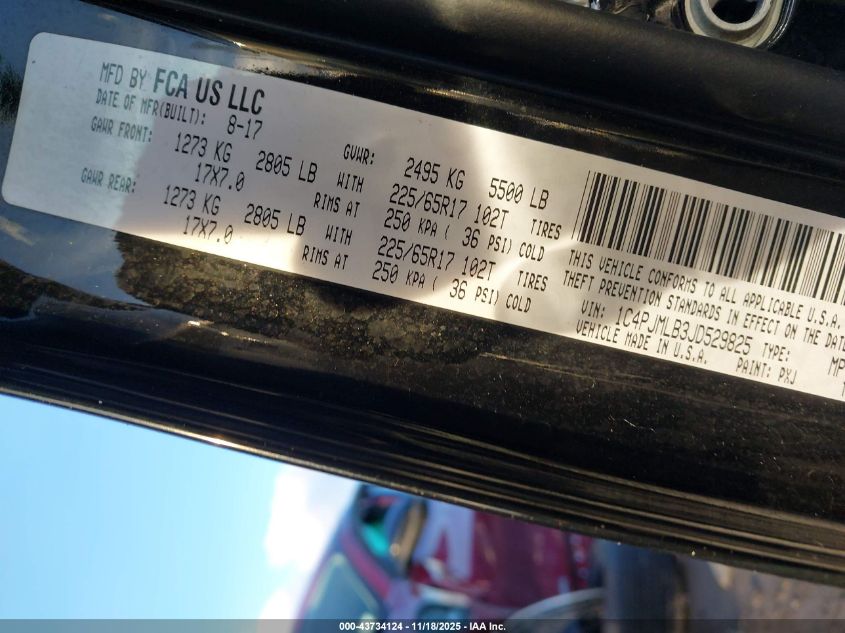 MFD BY FCA US LLC
DATE OF MFR(BUILT): 8-17
GAWR FRONT: 1273 KG 2805 LB
17X7.0
GAWR REAR: 1273 KG 2805 LB
17X7.0
GVWR: 2495 KG 5500 LB
WITH 225/65R17 102T TIRES
RIMS AT 250 KPA ( 36 PSI) COLD
WITH 225/65R17 102T TIRES
RIMS AT 250 KPA ( 36 PSI) COLD
THIS VEHICLE CONFORMS TO ALL APPLICABLE U.S.A.
THEFT PREVENTION STANDARDS IN EFFECT ON THE DATE
VIN: 1C4PJMLB3JD529825 TYPE: MP
VEHICLE MADE IN U.S.A. PAINT: PXJ
000-43734124 - 11/18/2025 - IAA Inc.